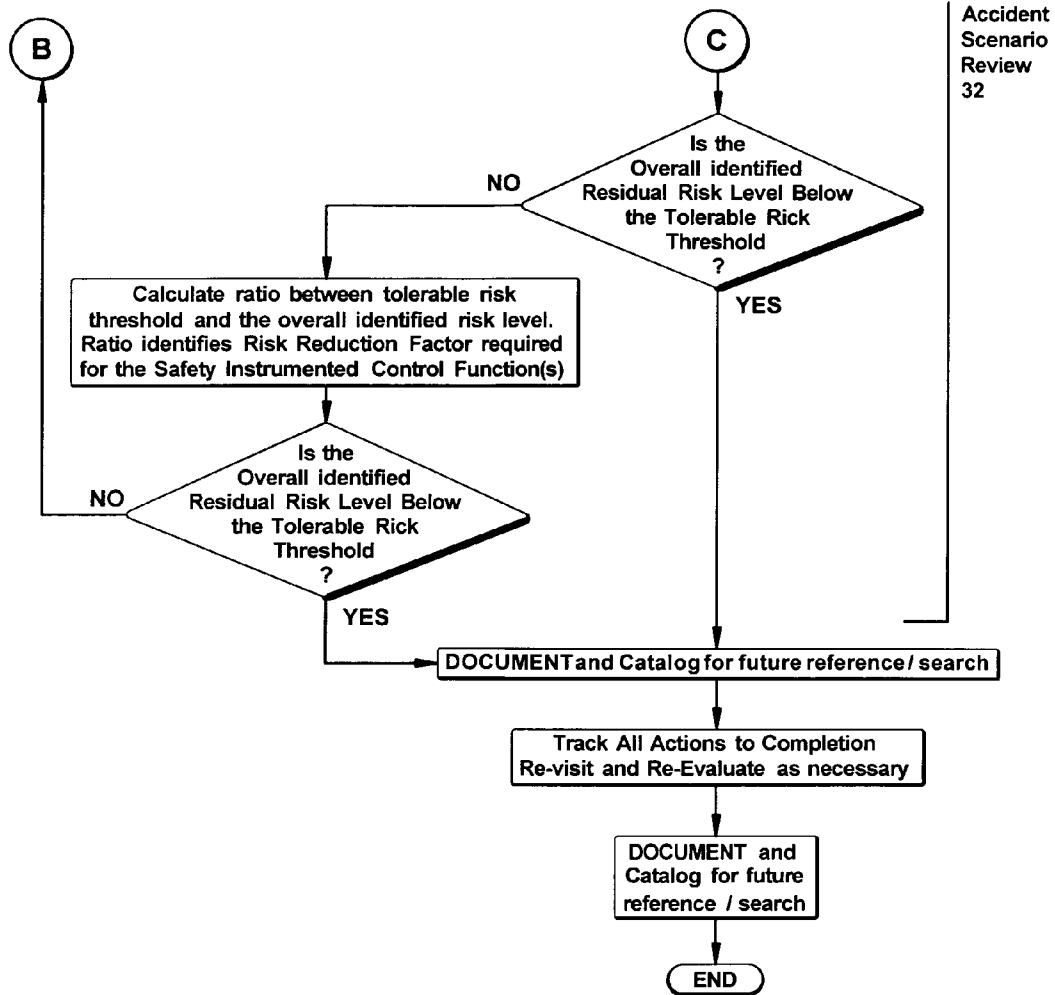 B
C
Accident
Scenario
Review
32
Is the
Overall identified
Residual Risk Level Below
the Tolerable Rick
Threshold
?
NO
YES
Calculate ratio between tolerable risk
threshold and the overall identified risk level.
Ratio identifies Risk Reduction Factor required
for the Safety Instrumented Control Function(s)
Is the
Overall identified
Residual Risk Level Below
the Tolerable Rick
Threshold
?
NO
YES
DOCUMENT and Catalog for future reference / search
Track All Actions to Completion
Re-visit and Re-Evaluate as necessary
DOCUMENT and
Catalog for future
reference / search
END